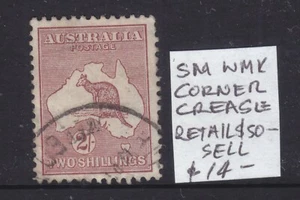 AUSTRALIA
POSTAGE
2/-
TWO SHILLINGS
SM WMK
CORNER
CREASE
RETAIL $50-
SELL
$14-